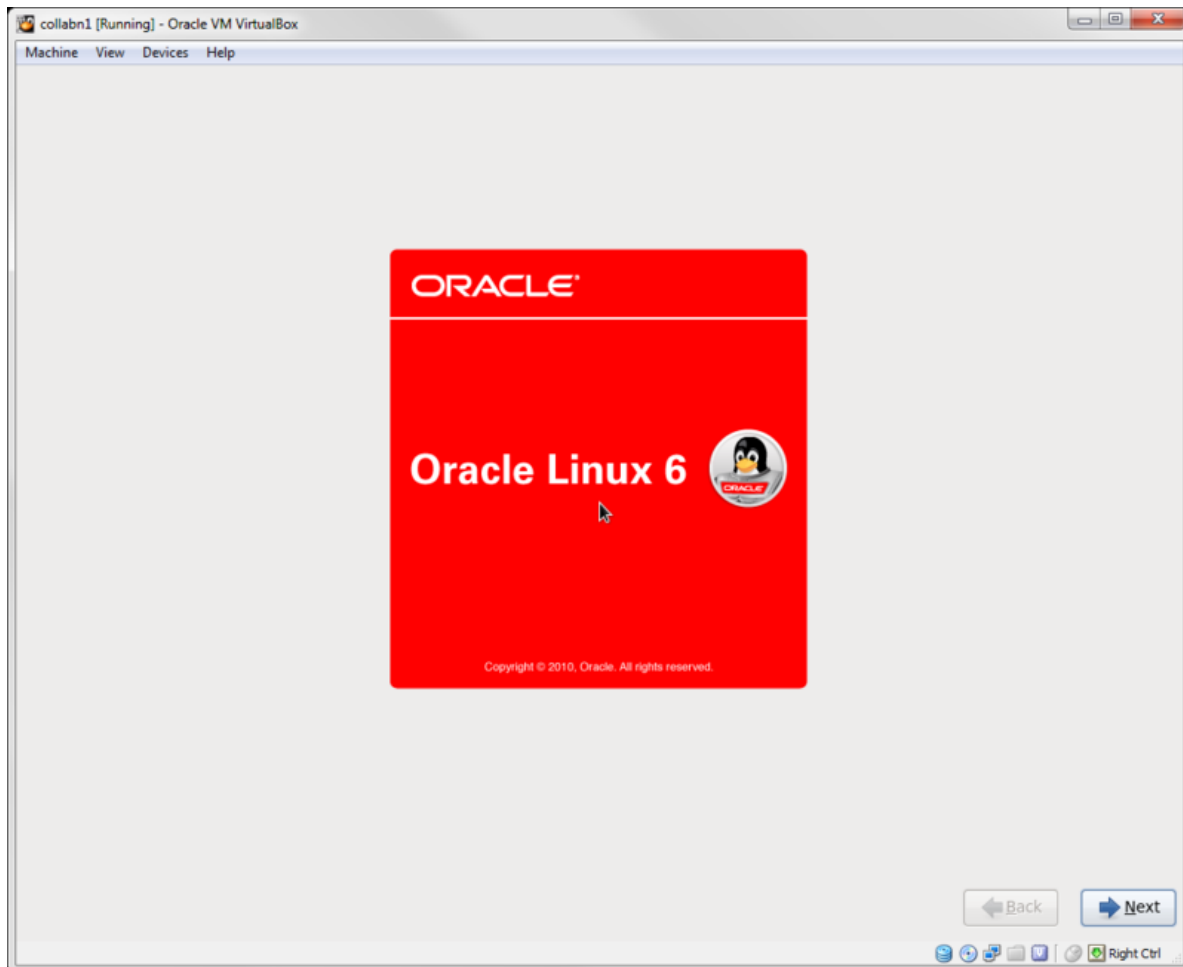 collabn1 [Running] - Oracle VM VirtualBox
Machine View Devices Help
ORACLE®
Oracle Linux 6
ORACLE
Copyright © 2010, Oracle. All rights reserved.
Back Next
Right Ctrl